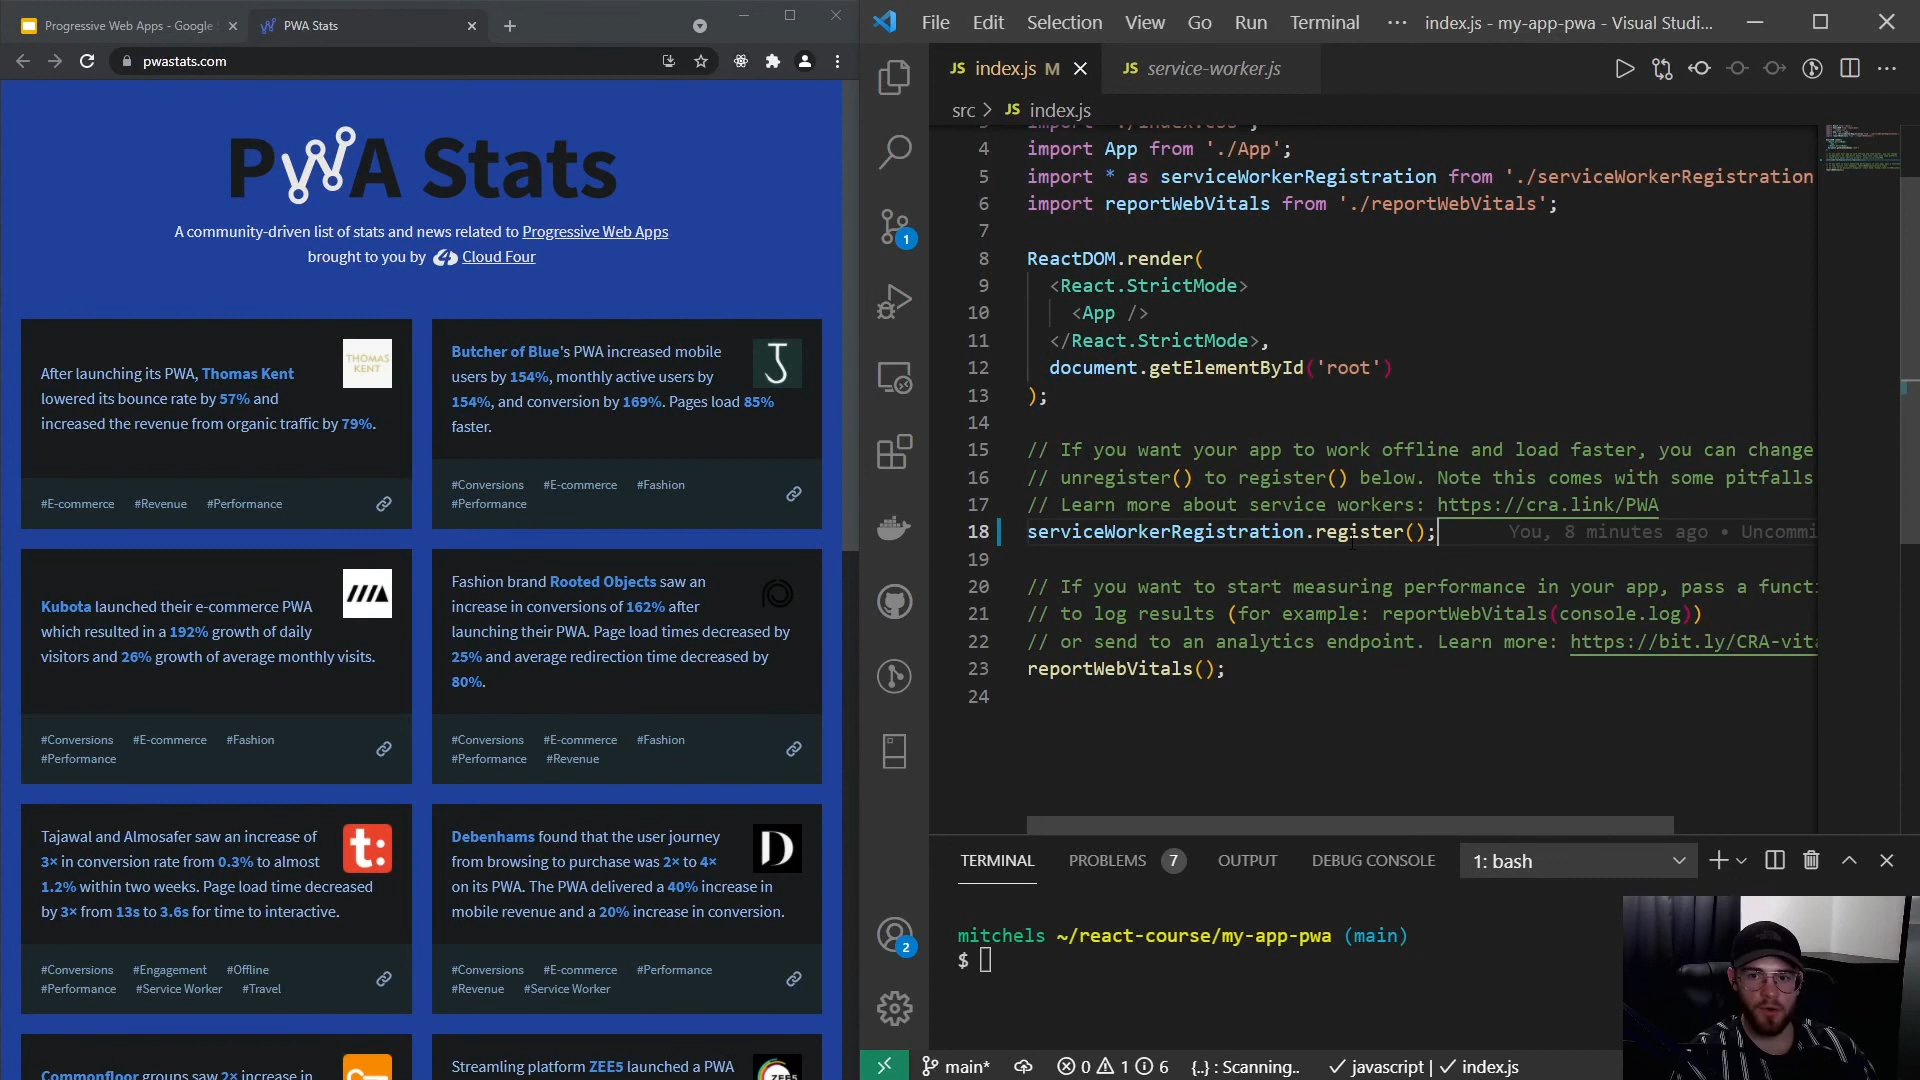 Progressive Web Apps - Google
PWA Stats
pwastats.com
PWA Stats
A community-driven list of stats and news related to Progressive Web Apps
brought to you by Cloud Four
After launching its PWA, Thomas Kent
lowered its bounce rate by 57% and
increased the revenue from organic traffic by 79%.
THOMAS
KENT
#E-commerce #Revenue #Performance
Butcher of Blue's PWA increased mobile
users by 154%, monthly active users by
154%, and conversion by 169%. Pages load 85%
faster.
#Conversions #E-commerce #Fashion
#Performance
Kubota launched their e-commerce PWA
which resulted in a 192% growth of daily
visitors and 26% growth of average monthly visits.
#Conversions #E-commerce #Fashion
#Performance
Fashion brand Rooted Objects saw an
increase in conversions of 162% after
launching their PWA. Page load times decreased by
25% and average redirection time decreased by
80%.
#Conversions #E-commerce #Fashion
#Performance #Revenue
Tajawal and Almosafer saw an increase of
3× in conversion rate from 0.3% to almost
1.2% within two weeks. Page load time decreased
by 3× from 13s to 3.6s for time to interactive.
t:
#Conversions #Engagement #Offline
#Performance #Service Worker #Travel
Debenhams found that the user journey
from browsing to purchase was 2× to 4×
on its PWA. The PWA delivered a 40% increase in
mobile revenue and a 20% increase in conversion.
D
#Conversions #E-commerce #Performance
#Revenue #Service Worker
Commonfloor groups saw 2× increase in
Streamling platform ZEE5 launched a PWA
ZEE5
File Edit Selection View Go Run Terminal ··· index.js - my-app-pwa - Visual Studi...
JS index.js M
JS service-worker.js
src > JS index.js
4 import App from './App';
5 import * as serviceWorkerRegistration from './serviceWorkerRegistration
6 import reportWebVitals from './reportWebVitals';
7
8 ReactDOM.render(
9 <React.StrictMode>
10 <App />
11 </React.StrictMode>,
12 document.getElementById('root')
13 );
14
15 // If you want your app to work offline and load faster, you can change
16 // unregister() to register() below. Note this comes with some pitfalls
17 // Learn more about service workers: https://cra.link/PWA
18 serviceWorkerRegistration.register(); You, 8 minutes ago • Uncommi
19
20 // If you want to start measuring performance in your app, pass a functi
21 // to log results (for example: reportWebVitals(console.log))
22 // or send to an analytics endpoint. Learn more: https://bit.ly/CRA-vita
23 reportWebVitals();
24
1
2
TERMINAL PROBLEMS 7 OUTPUT DEBUG CONSOLE 1: bash
mitchels ~/react-course/my-app-pwa (main)
$
main* 0 1 6 {..} : Scanning.. ✓ javascript | ✓ index.js